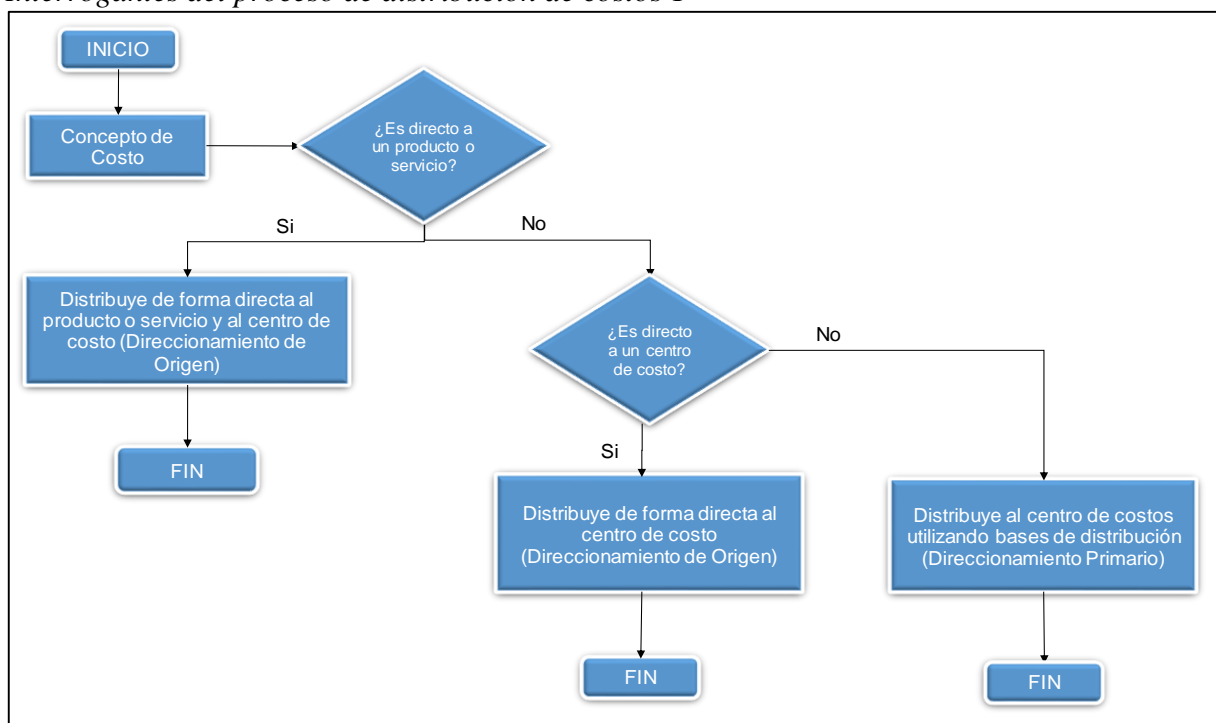 Interrogantes del proceso de distribución de costos 1
INICIO
Concepto de
Costo
¿Es directo a
un producto o
servicio?
Si
No
Distribuye de forma directa al
producto o servicio y al centro de
costo (Direccionamiento de
Origen)
FIN
¿Es directo
a un centro
de costo?
No
Si
Distribuye de forma directa al
centro de costo
(Direccionamiento de Origen)
FIN
Distribuye al centro de costos
utilizando bases de distribución
(Direccionamiento Primario)
FIN